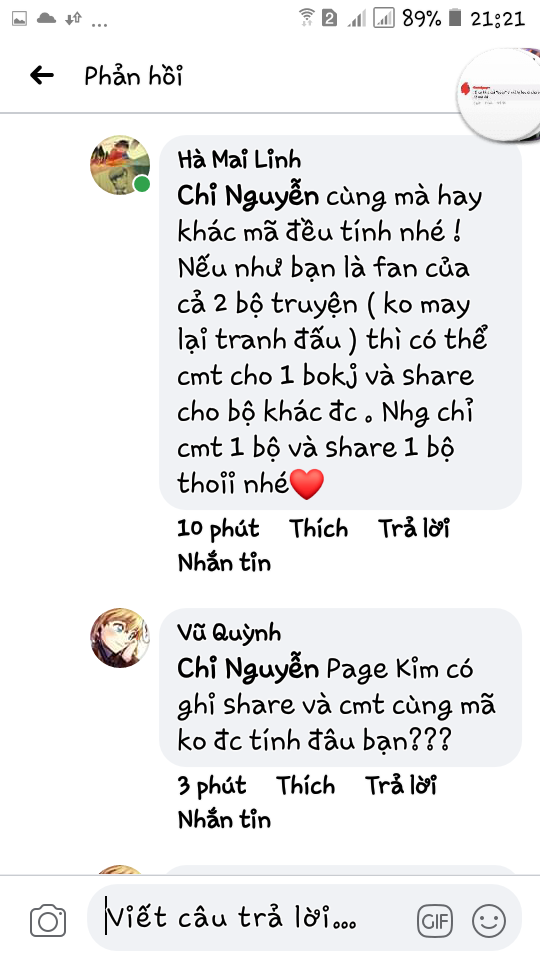 89% 21:21
Phản hồi
Hà Mai Linh
Chi Nguyễn cùng mà hay
khác mã đều tính nhé !
Nếu như bạn là fan của
cả 2 bộ truyện ( ko may
lại tranh đấu ) thì có thể
cmt cho 1 bokj và share
cho bộ khác đc . Nhg chỉ
cmt 1 bộ và share 1 bộ
thoii nhé
10 phút Thích Trả lời
Nhắn tin
Vũ Quỳnh
Chi Nguyễn Page Kim có
ghi share và cmt cùng mã
ko đc tính đâu bạn???
3 phút Thích Trả lời
Nhắn tin
Viết câu trả lời...
GIF